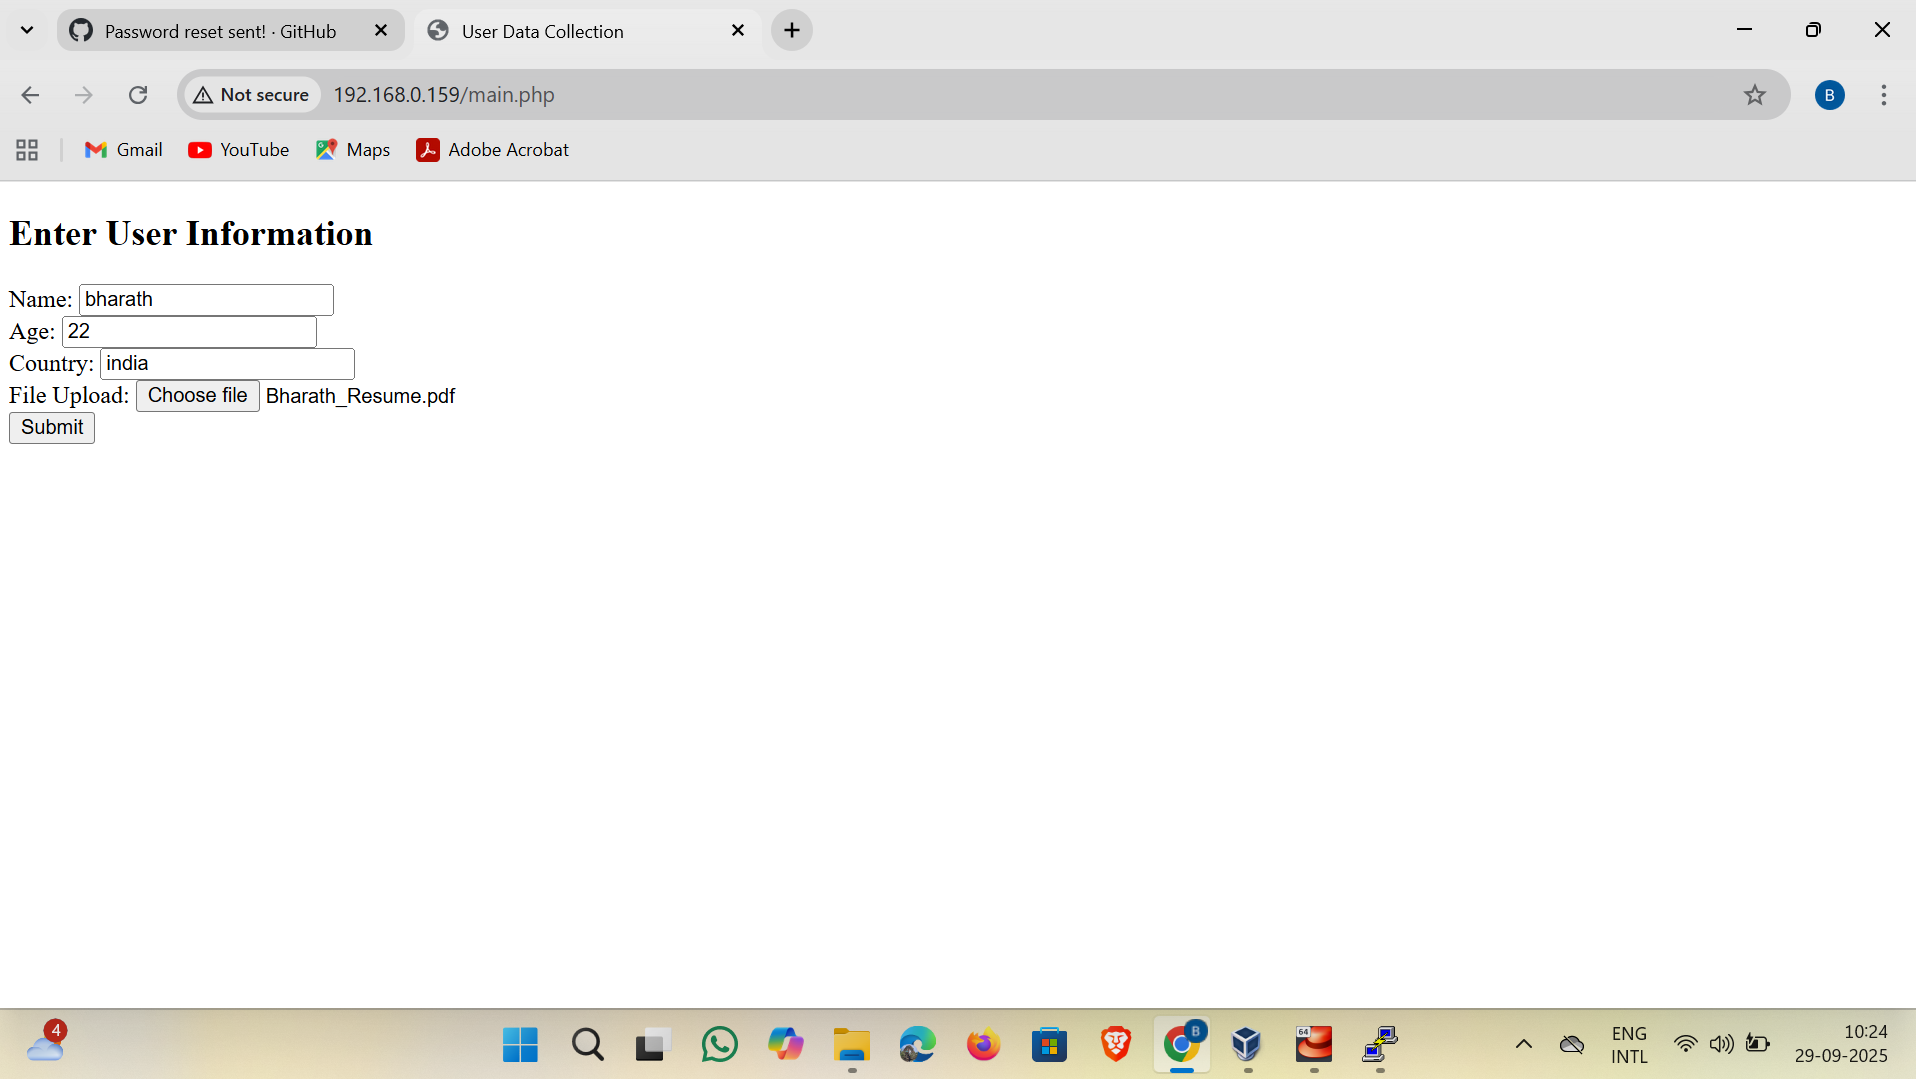 Password reset sent! · GitHub
User Data Collection
Not secure
192.168.0.159/main.php
B
Gmail
YouTube
Maps
Adobe Acrobat
Enter User Information
Name: bharath
Age: 22
Country: india
File Upload: Choose file Bharath_Resume.pdf
Submit
4
B
64
ENG
INTL
10:24
29-09-2025